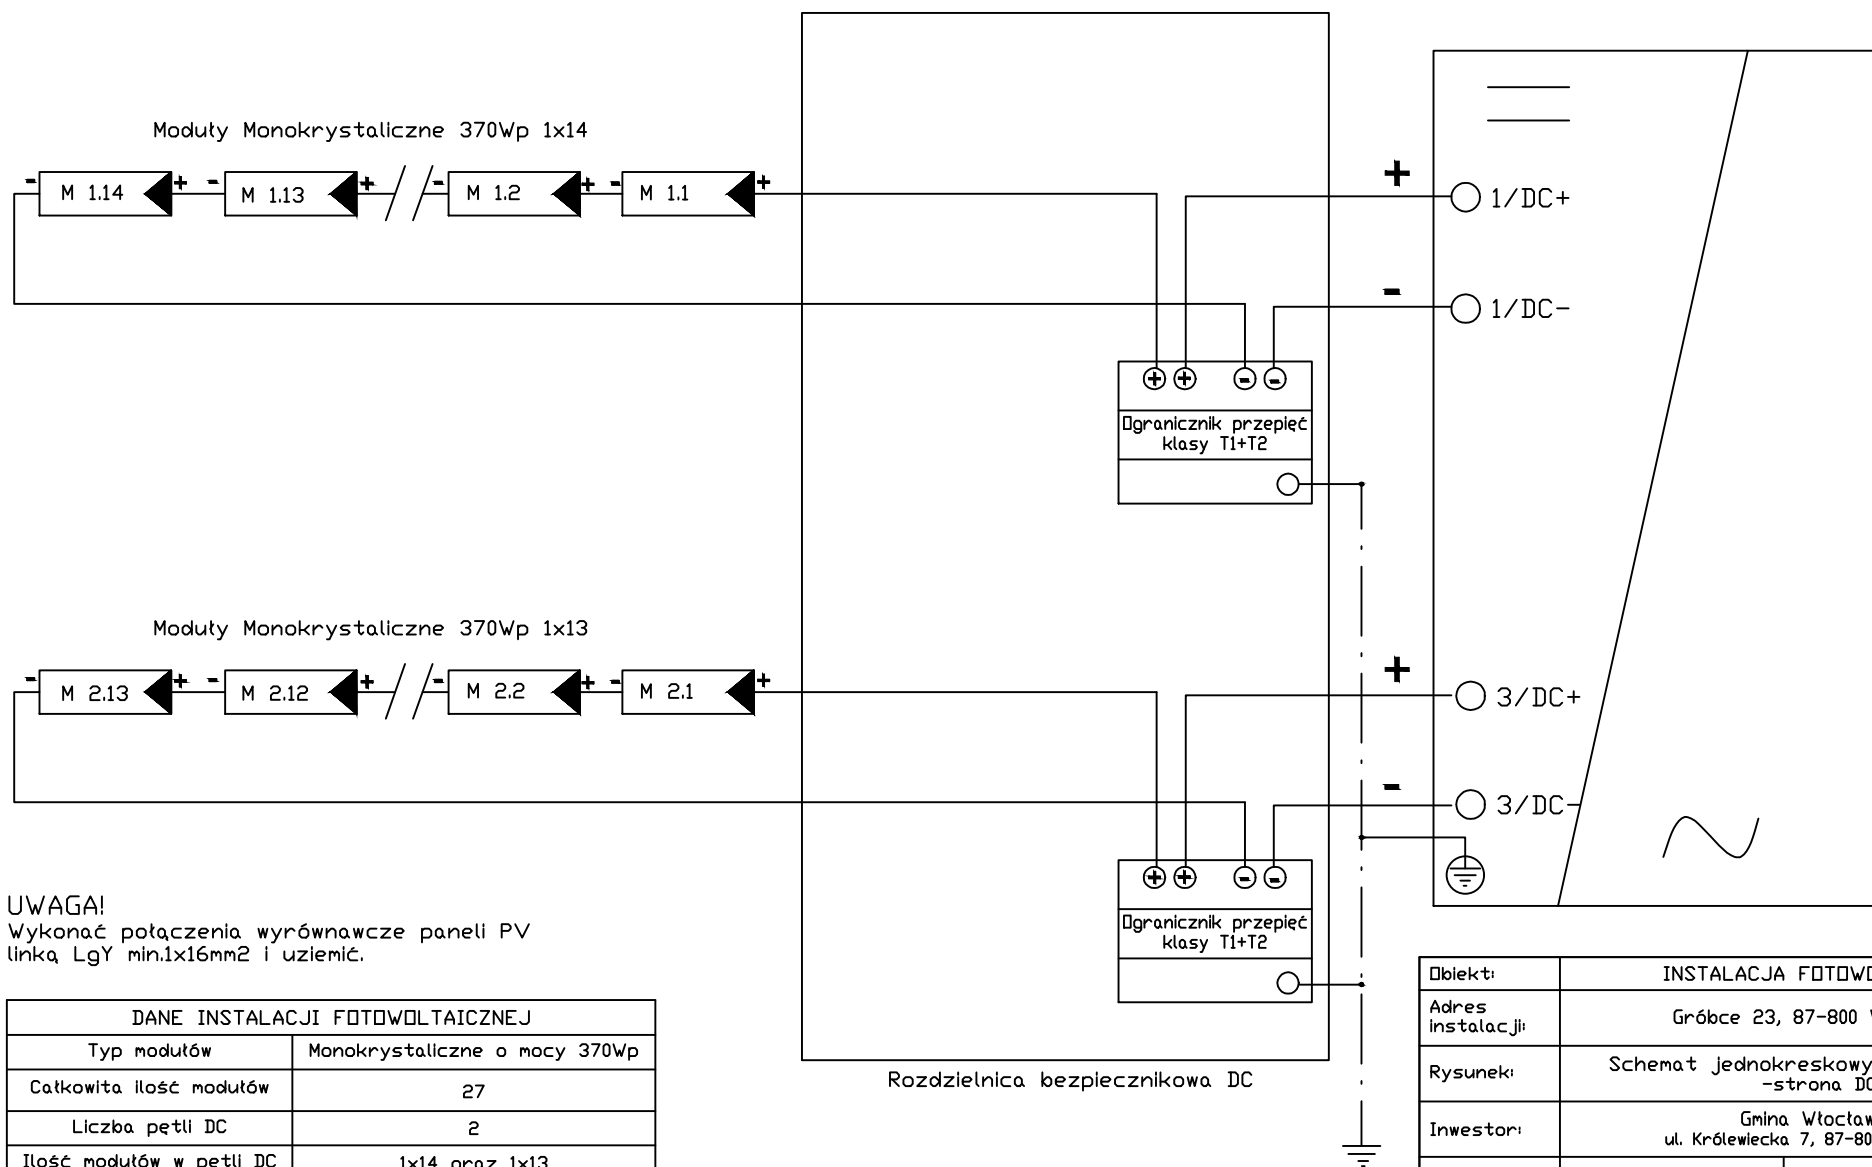 Moduły Monokrystaliczne 370Wp 1x14
- M 1.14 + - M 1.13 + - M 1.2 + - M 1.1 +
+
1/DC+
-
1/DC-
+ + - -
Ogranicznik przepięć
klasy T1+T2
Moduły Monokrystaliczne 370Wp 1x13
- M 2.13 + - M 2.12 + - M 2.2 + - M 2.1 +
+
3/DC+
-
3/DC-
+ + - -
Ogranicznik przepięć
klasy T1+T2
Rozdzielnica bezpiecznikowa DC
UWAGA!
Wykonać połączenia wyrównawcze paneli PV
linką LgY min.1x16mm2 i uziemić.
DANE INSTALACJI FOTOWOLTAICZNEJ
Typ modułów Monokrystaliczne o mocy 370Wp
Całkowita ilość modułów 27
Liczba pętli DC 2
Ilość modułów w pętli DC 1x14 oraz 1x13
Obiekt: INSTALACJA
Adres
instalacji:
Gróbce 23, 87-800
Rysunek:
Schemat jednokreskowy
-strona DC
Inwestor:
Gmina
ul. Królewiecka 7,